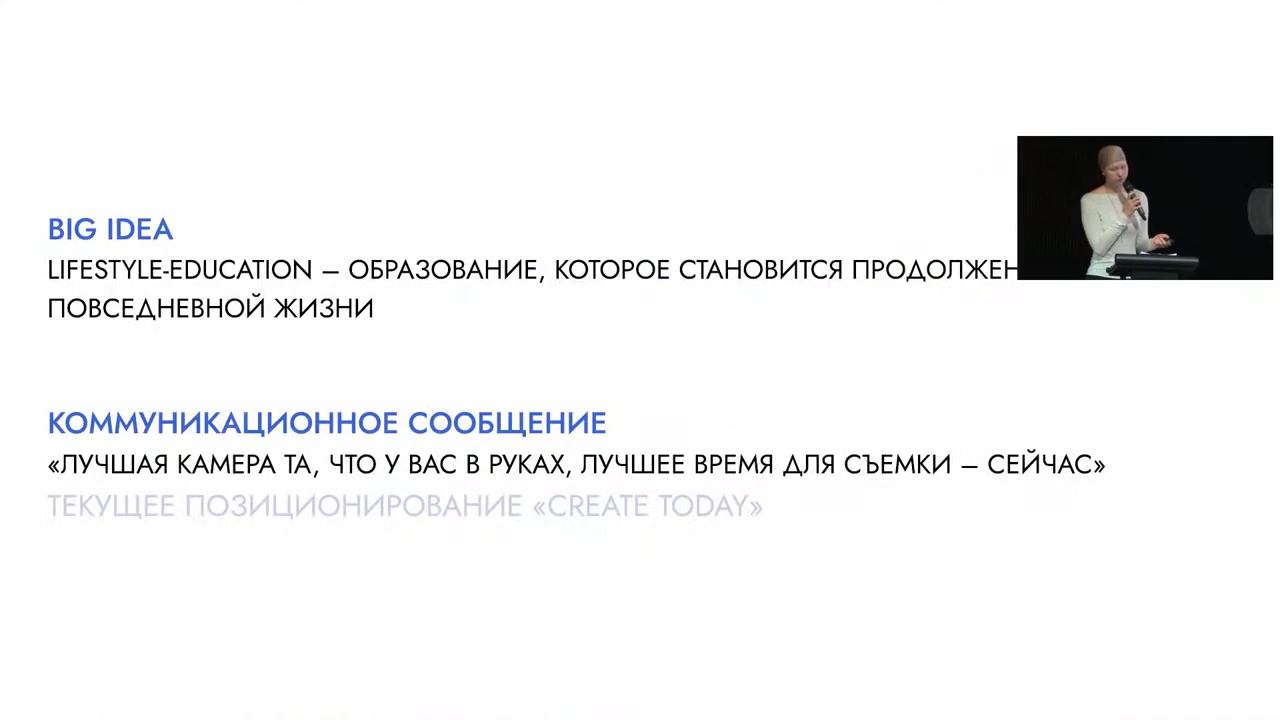 BIG IDEA
LIFESTYLE-EDUCATION – ОБРАЗОВАНИЕ, КОТОРОЕ СТАНОВИТСЯ
ПОВСЕДНЕВНОЙ ЖИЗНИ
КОММУНИКАЦИОННОЕ СООБЩЕНИЕ
«ЛУЧШАЯ КАМЕРА ТА, ЧТО У ВАС В РУКАХ, ЛУЧШЕЕ ВРЕМЯ ДЛЯ СЪЕМКИ – СЕЙЧАС»
ТЕКУЩЕЕ ПОЗИЦИОНИРОВАНИЕ «CREATE TODAY»